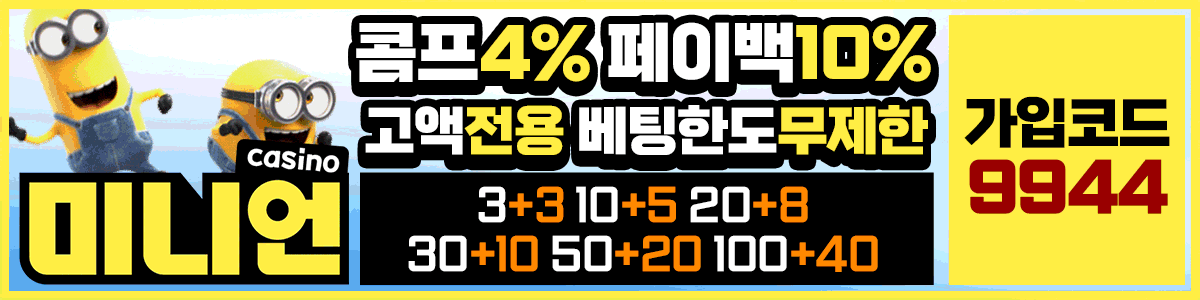 casino
미니언
콤프4% 페이백10%
고액전용 베팅한도무제한
3+3 10+5 20+8
30+10 50+20 100+40
가입코드
9944